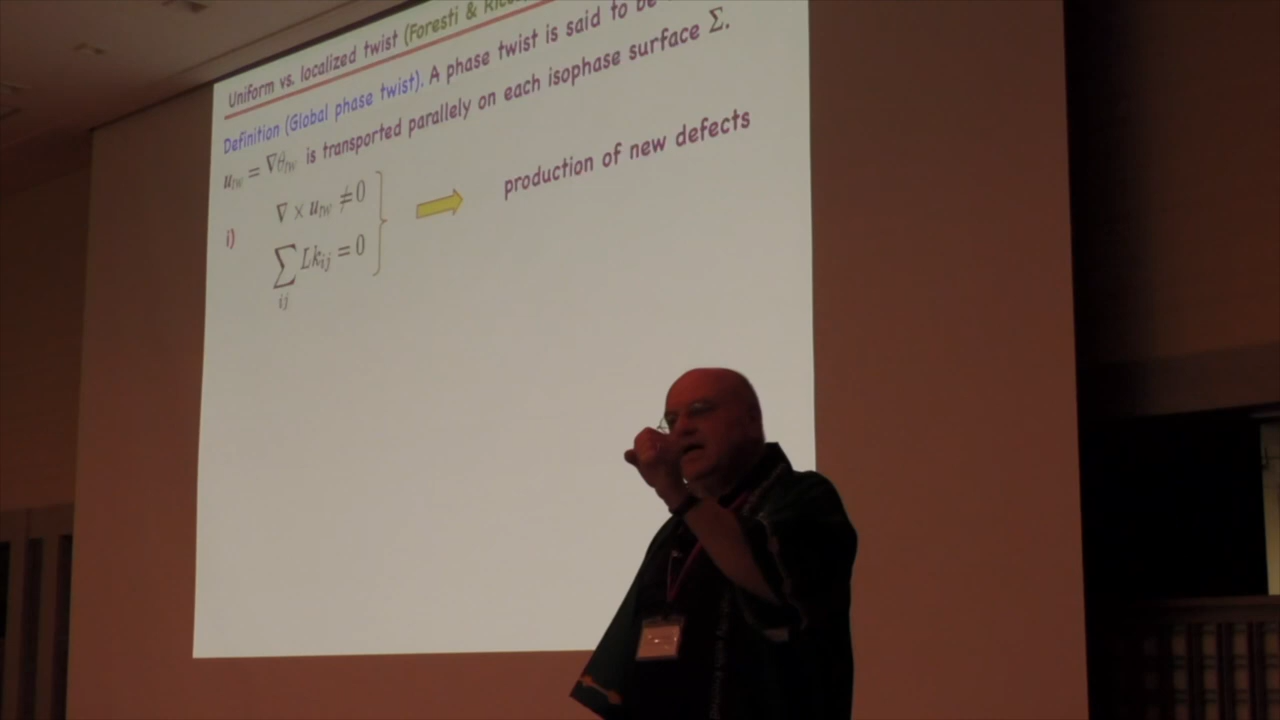 Uniform vs. localized twist (Foresti &
Definition (Global phase twist). A phase twist is said to be
u_tw = ∇θ_tw is transported parallely on each isophase surface Σ.
i) ∇ × u_tw ≠ 0
∑_ij Lk_ij = 0
production of new defects